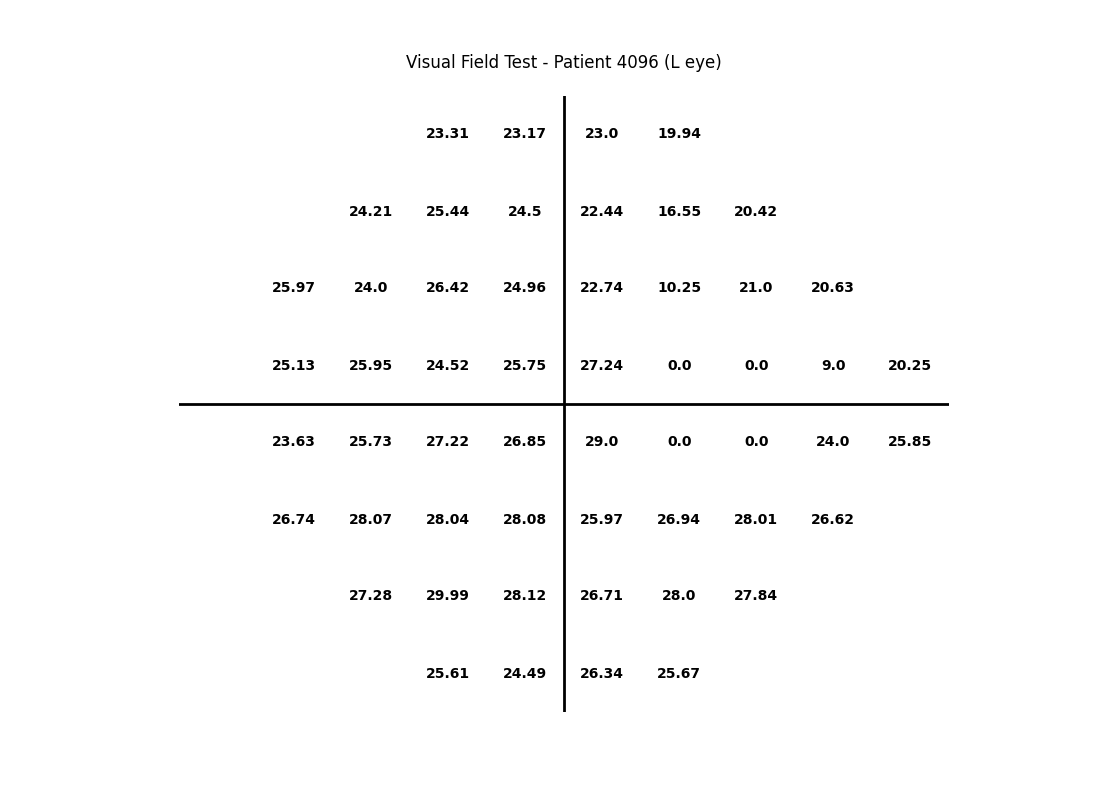 Visual Field Test - Patient 4096 (L eye)
23.31 23.17 23.0 19.94
24.21 25.44 24.5 22.44 16.55 20.42
25.97 24.0 26.42 24.96 22.74 10.25 21.0 20.63
25.13 25.95 24.52 25.75 27.24 0.0 0.0 9.0 20.25
23.63 25.73 27.22 26.85 29.0 0.0 0.0 24.0 25.85
26.74 28.07 28.04 28.08 25.97 26.94 28.01 26.62
27.28 29.99 28.12 26.71 28.0 27.84
25.61 24.49 26.34 25.67